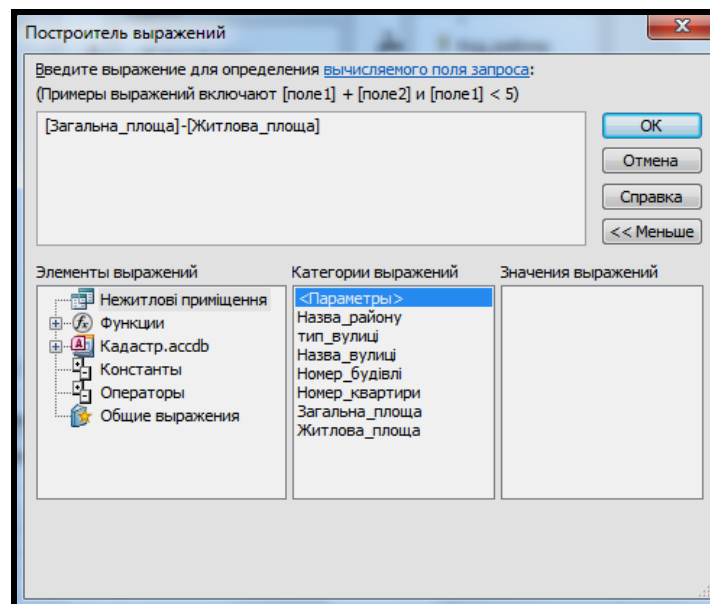 Построитель выражений
Введите выражение для определения вычисляемого поля запроса:
(Примеры выражений включают [поле1] + [поле2] и [поле1] < 5)
[Загальна_площа]-[Житлова_площа]
ОК
Отмена
Справка
<< Меньше
Элементы выражений
Нежитлові приміщення
Функции
Кадастр.accdb
Константы
Операторы
Общие выражения
Категории выражений
<Параметры>
Назва_району
тип_вулиці
Назва_вулиці
Номер_будівлі
Номер_квартири
Загальна_площа
Житлова_площа
Значения выражений